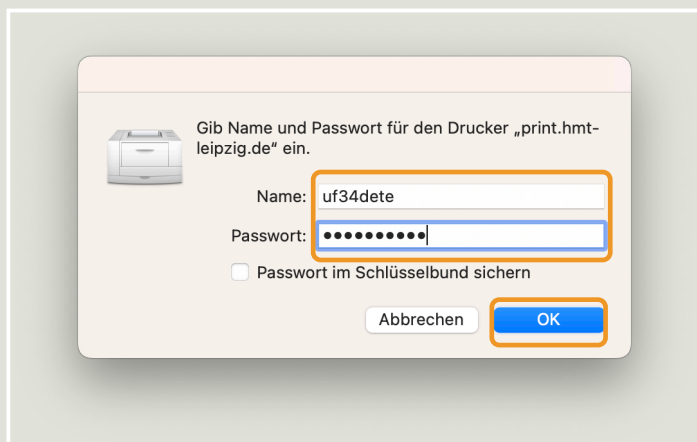 Gib Name und Passwort für den Drucker „print.hmt-
leipzig.de“ ein.
Name: uf34dete
Passwort: ●●●●●●●●●●
Passwort im Schlüsselbund sichern
Abbrechen OK